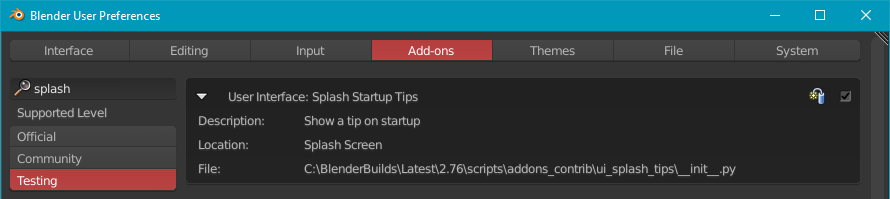 Blender User Preferences
Interface Editing Input Add-ons Themes File System
splash
Supported Level
Official
Community
Testing
User Interface: Splash Startup Tips
Description: Show a tip on startup
Location: Splash Screen
File: C:\BlenderBuilds\Latest\2.76\scripts\addons_contrib\ui_splash_tips\__init__.py